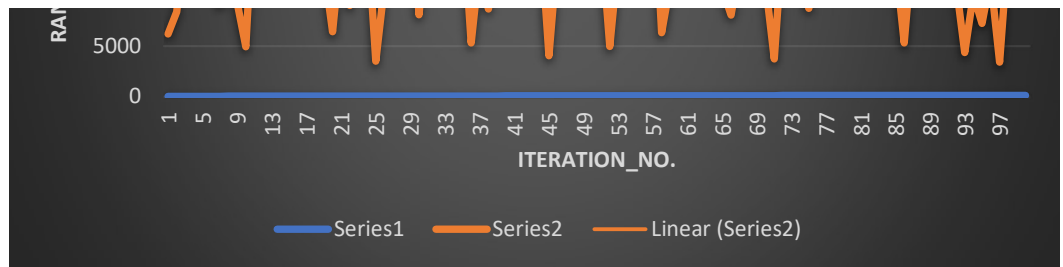 RAN
5000
0
1 5 9 13 17 21 25 29 33 37 41 45 49 53 57 61 65 69 73 77 81 85 89 93 97
ITERATION_NO.
Series1 Series2 Linear (Series2)